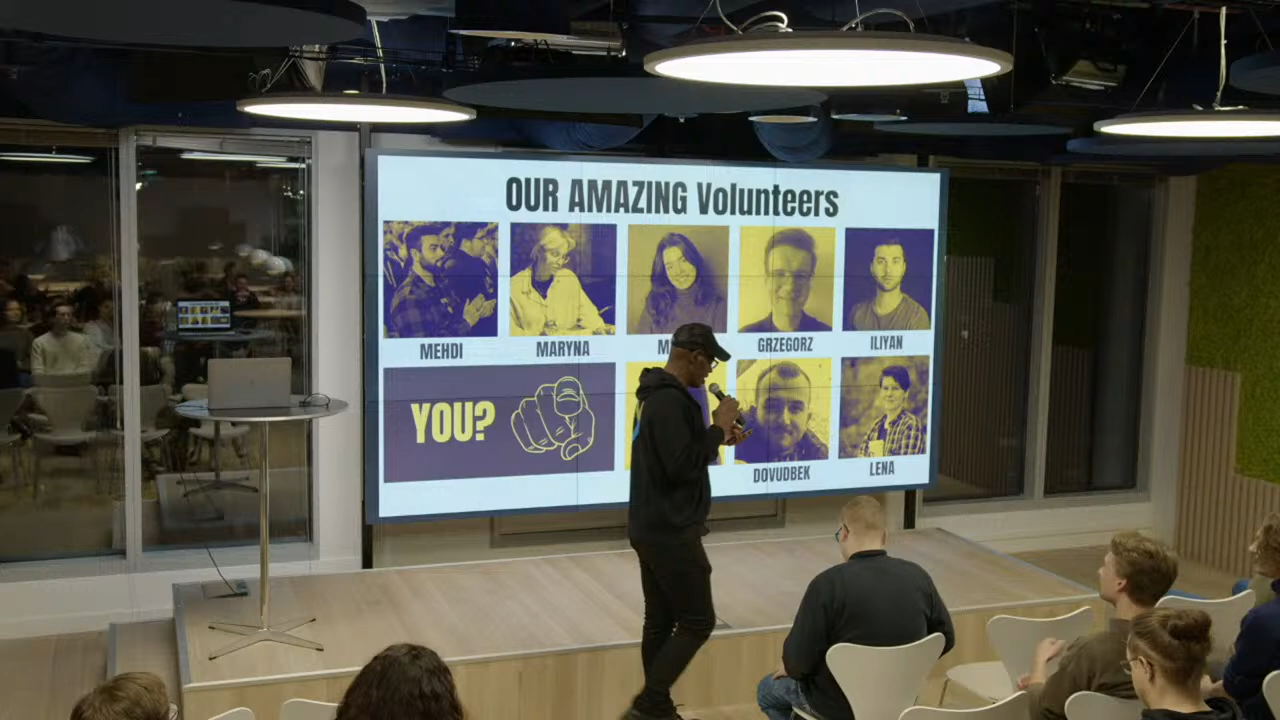 OUR AMAZING Volunteers
MEHDI
MARYNA
GRZEGORZ
ILIYAN
YOU?
DOVUDBEK
LENA